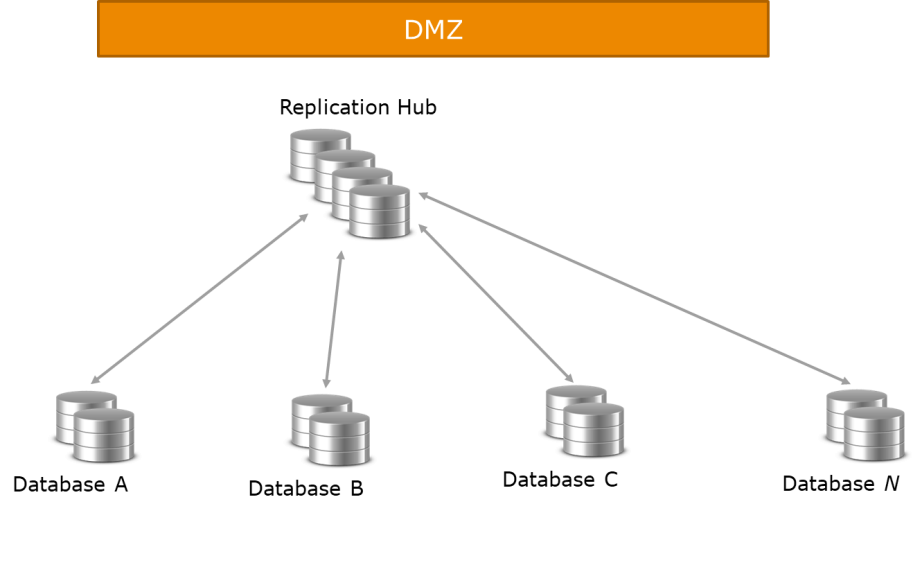 DMZ
Replication Hub
Database A
Database B
Database C
Database N